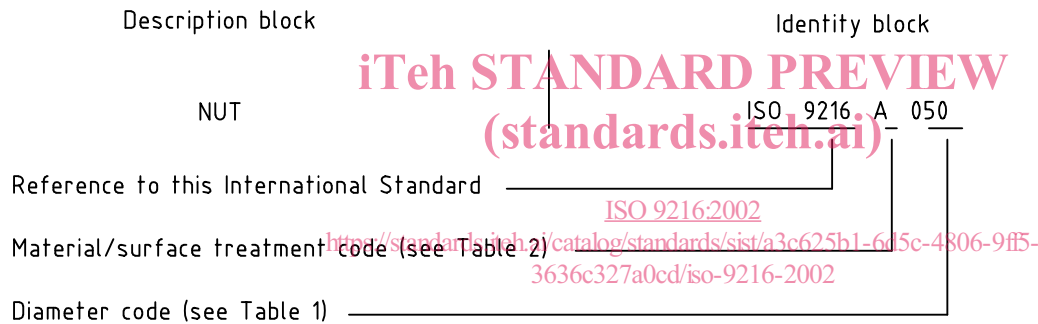 Description block
Identity block
iTeh STANDARD PREVIEW
NUT
ISO 9216 A 050
(standards.iteh.ai)
Reference to this International Standard
ISO 9216:2002
Material/surface treatment code (see Table 2)
https://standards.iteh.ai/catalog/standards/sist/a3c625b1-6d5c-4806-9ff5-
3636c327a0cd/iso-9216-2002
Diameter code (see Table 1)